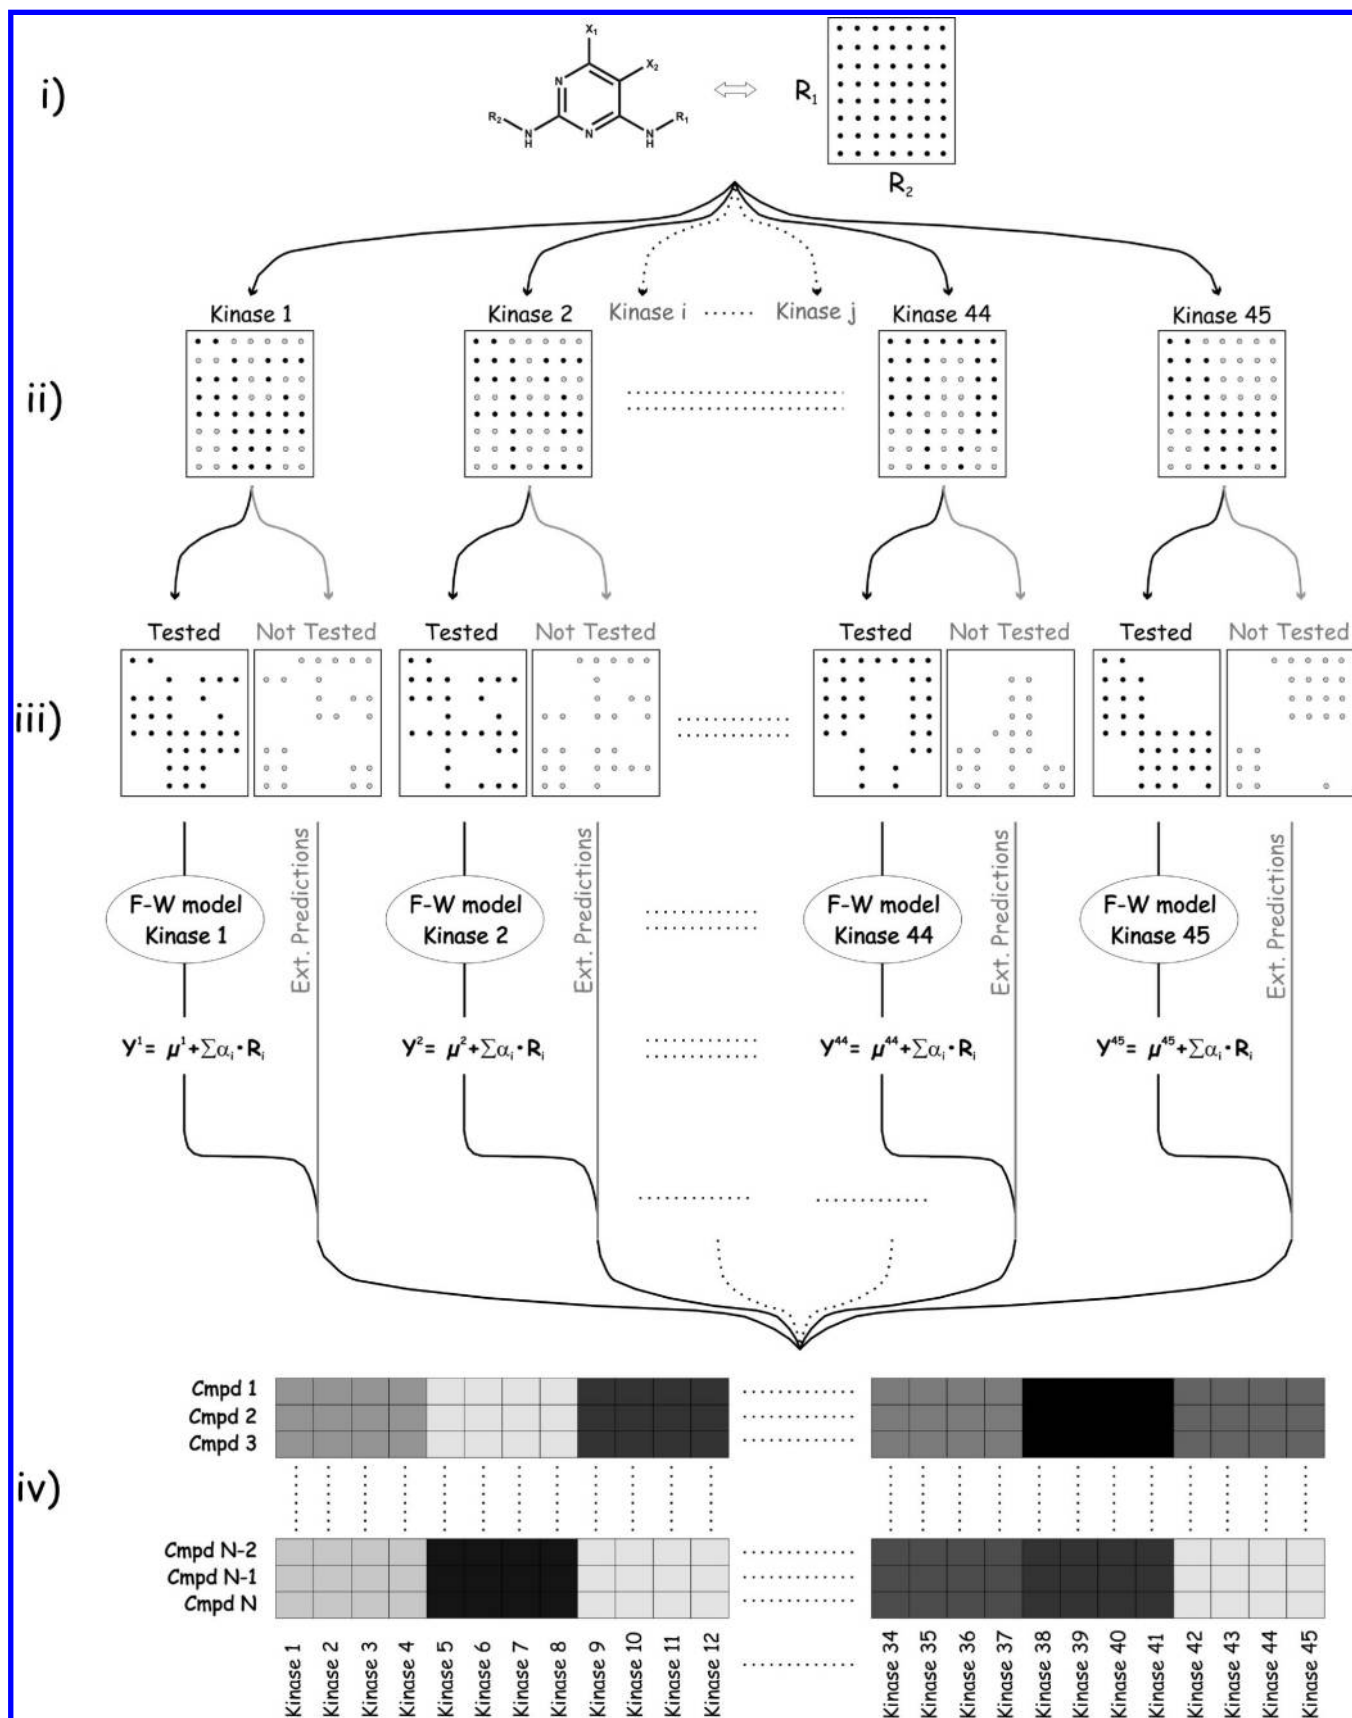 i)
X1
X2
N
N
R2
N
H
N
H
R1
R1
R2
Kinase 1
Kinase 2
Kinase i ...... Kinase j
Kinase 44
Kinase 45
ii)
Tested
Not Tested
Tested
Not Tested
Tested
Not Tested
Tested
Not Tested
iii)
F-W model
Kinase 1
Ext. Predictions
F-W model
Kinase 2
Ext. Predictions
F-W model
Kinase 44
Ext. Predictions
F-W model
Kinase 45
Ext. Predictions
Y¹= μ¹+∑αᵢ·Rᵢ
Y²= μ²+∑αᵢ·Rᵢ
Y⁴⁴= μ⁴⁴+∑αᵢ·Rᵢ
Y⁴⁵= μ⁴⁵+∑αᵢ·Rᵢ
Cmpd 1
Cmpd 2
Cmpd 3
iv)
Cmpd N-2
Cmpd N-1
Cmpd N
Kinase 1
Kinase 2
Kinase 3
Kinase 4
Kinase 5
Kinase 6
Kinase 7
Kinase 8
Kinase 9
Kinase 10
Kinase 11
Kinase 12
Kinase 34
Kinase 35
Kinase 36
Kinase 37
Kinase 38
Kinase 39
Kinase 40
Kinase 41
Kinase 42
Kinase 43
Kinase 44
Kinase 45